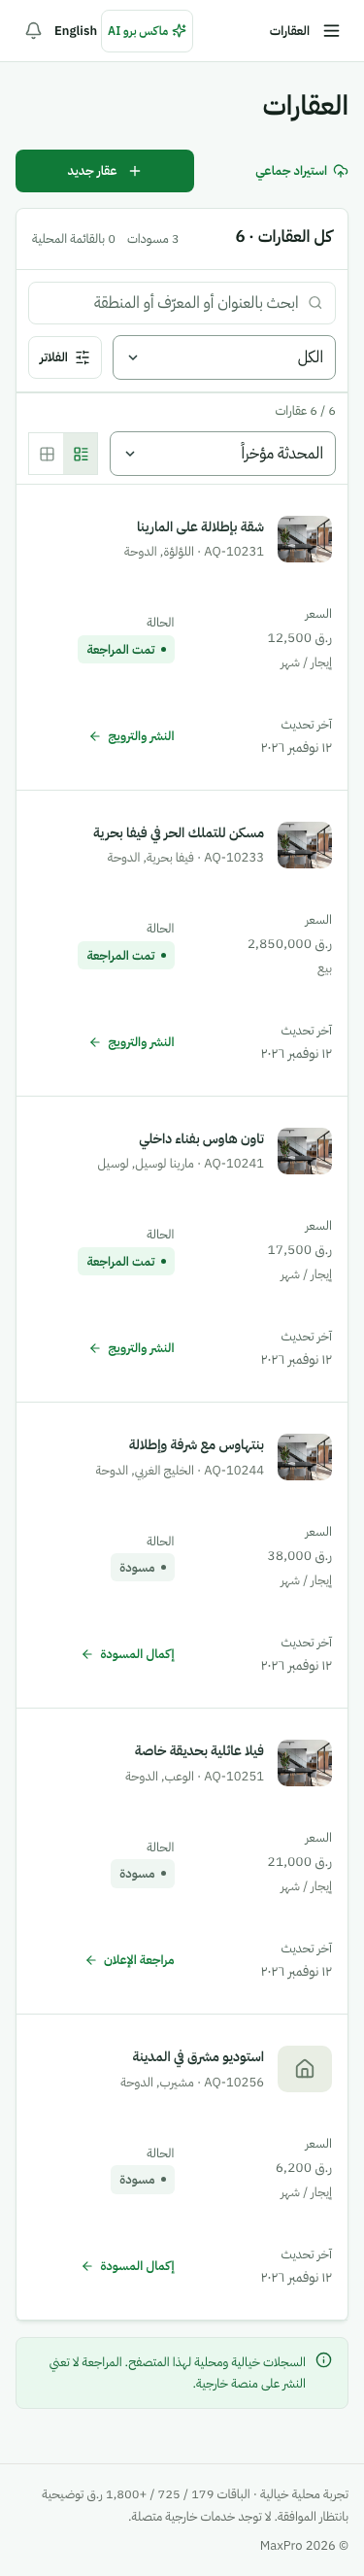 العقارات
ماكس برو AI
English
العقارات
استيراد جماعي
عقار جديد
كل العقارات · 6
3 مسودات
0 بالقائمة المحلية
ابحث بالعنوان أو المعرّف أو المنطقة
الكل
الفلاتر
6 / 6 عقارات
المحدثة مؤخراً
شقة بإطلالة على المارينا
AQ-10231 · اللؤلؤة, الدوحة
السعر
ر.ق 12,500
إيجار / شهر
الحالة
تمت المراجعة
آخر تحديث
١٢ نوفمبر ٢٠٢٦
النشر والترويج
مسكن للتملك الحر في فيفا بحرية
AQ-10233 · فيفا بحرية, الدوحة
السعر
ر.ق 2,850,000
بيع
الحالة
تمت المراجعة
آخر تحديث
١٢ نوفمبر ٢٠٢٦
النشر والترويج
تاون هاوس بفناء داخلي
AQ-10241 · مارينا لوسيل, لوسيل
السعر
ر.ق 17,500
إيجار / شهر
الحالة
تمت المراجعة
آخر تحديث
١٢ نوفمبر ٢٠٢٦
النشر والترويج
بنتهاوس مع شرفة وإطلالة
AQ-10244 · الخليج الغربي, الدوحة
السعر
ر.ق 38,000
إيجار / شهر
الحالة
مسودة
آخر تحديث
١٢ نوفمبر ٢٠٢٦
إكمال المسودة
فيلا عائلية بحديقة خاصة
AQ-10251 · الوعب, الدوحة
السعر
ر.ق 21,000
إيجار / شهر
الحالة
مسودة
آخر تحديث
١٢ نوفمبر ٢٠٢٦
مراجعة الإعلان
استوديو مشرق في المدينة
AQ-10256 · مشيرب, الدوحة
السعر
ر.ق 6,200
إيجار / شهر
الحالة
مسودة
آخر تحديث
١٢ نوفمبر ٢٠٢٦
إكمال المسودة
السجلات خيالية ومحلية لهذا المتصفح. المراجعة لا تعني
النشر على منصة خارجية.
تجربة محلية خيالية · الباقات 179 / 725 / +1,800 ر.ق توضيحية
بانتظار الموافقة. لا توجد خدمات خارجية متصلة.
© 2026 MaxPro